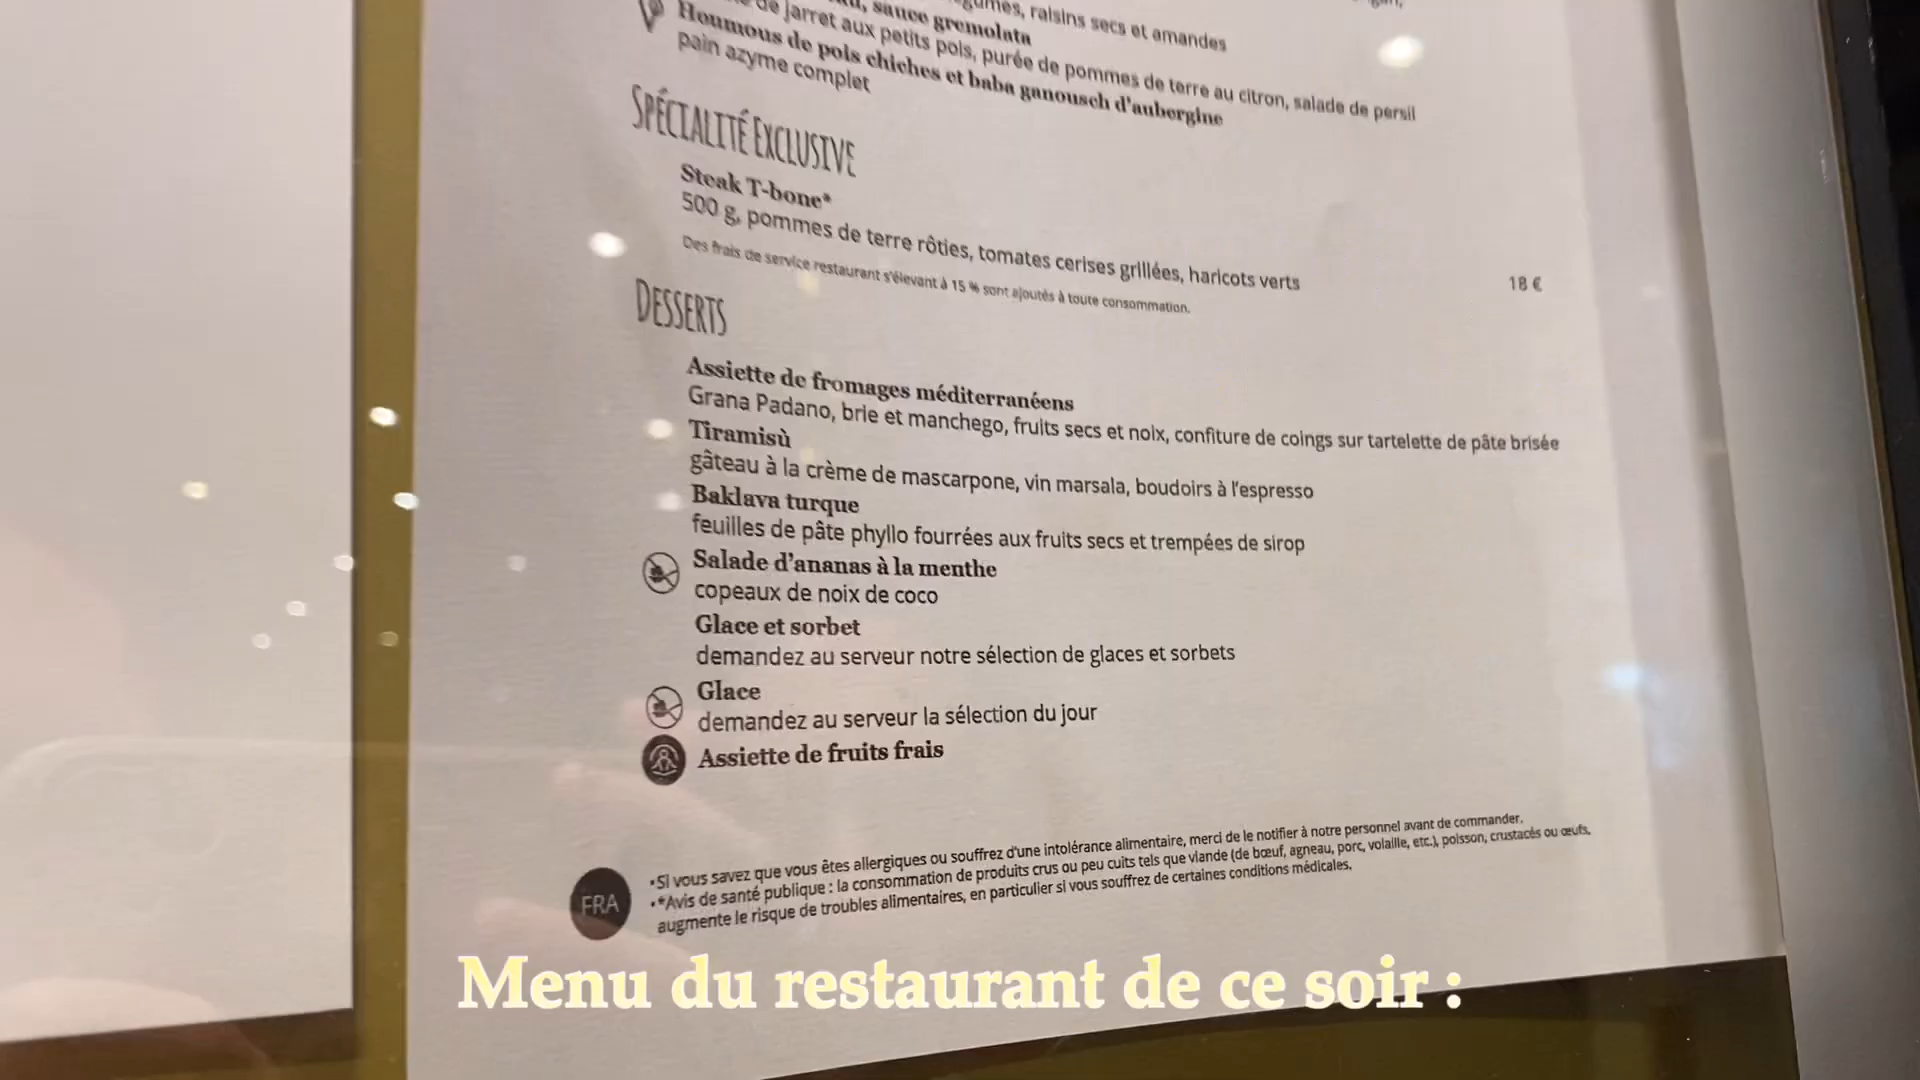 raisins secs et amandes
sauce gremolata
de jarret aux petits pois, purée de pommes de terre au citron, salade de persil
Houmous de pois chiches et baba ganousch d'aubergine
pain azyme complet
SPÉCIALITÉ EXCLUSIVE
Steak T-bone*
500 g, pommes de terre rôties, tomates cerises grillées, haricots verts 18 €
Des frais de service restaurant s'élevant à 15 % sont ajoutés à toute consommation.
DESSERTS
Assiette de fromages méditerranéens
Grana Padano, brie et manchego, fruits secs et noix, confiture de coings sur tartelette de pâte brisée
Tiramisù
gâteau à la crème de mascarpone, vin marsala, boudoirs à l'espresso
Baklava turque
feuilles de pâte phyllo fourrées aux fruits secs et trempées de sirop
Salade d'ananas à la menthe
copeaux de noix de coco
Glace et sorbet
demandez au serveur notre sélection de glaces et sorbets
Glace
demandez au serveur la sélection du jour
Assiette de fruits frais
FRA
•Si vous savez que vous êtes allergiques ou souffrez d'une intolérance alimentaire, merci de le notifier à notre personnel avant de commander.
•*Avis de santé publique : la consommation de produits crus ou peu cuits tels que viande (de bœuf, agneau, porc, volaille, etc.), poisson, crustacés ou œufs,
augmente le risque de troubles alimentaires, en particulier si vous souffrez de certaines conditions médicales.
Menu du restaurant de ce soir :